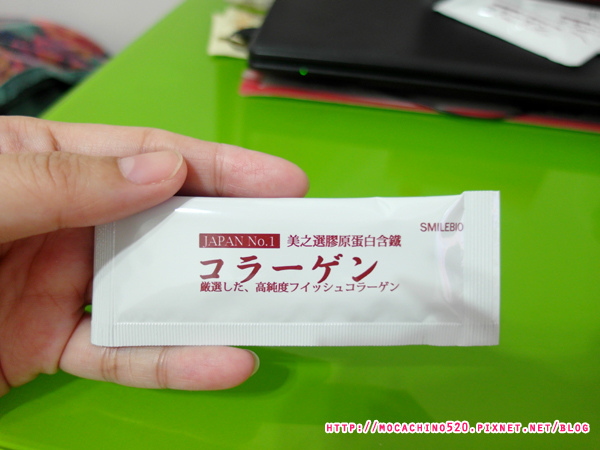 SMILEBIO
JAPAN No.1 美之選膠原蛋白含鐵
コラーゲン
厳選した、高純度フイッシュコラーゲン
HTTP://MOCACHINO520.PIXNET.NET/BLOG